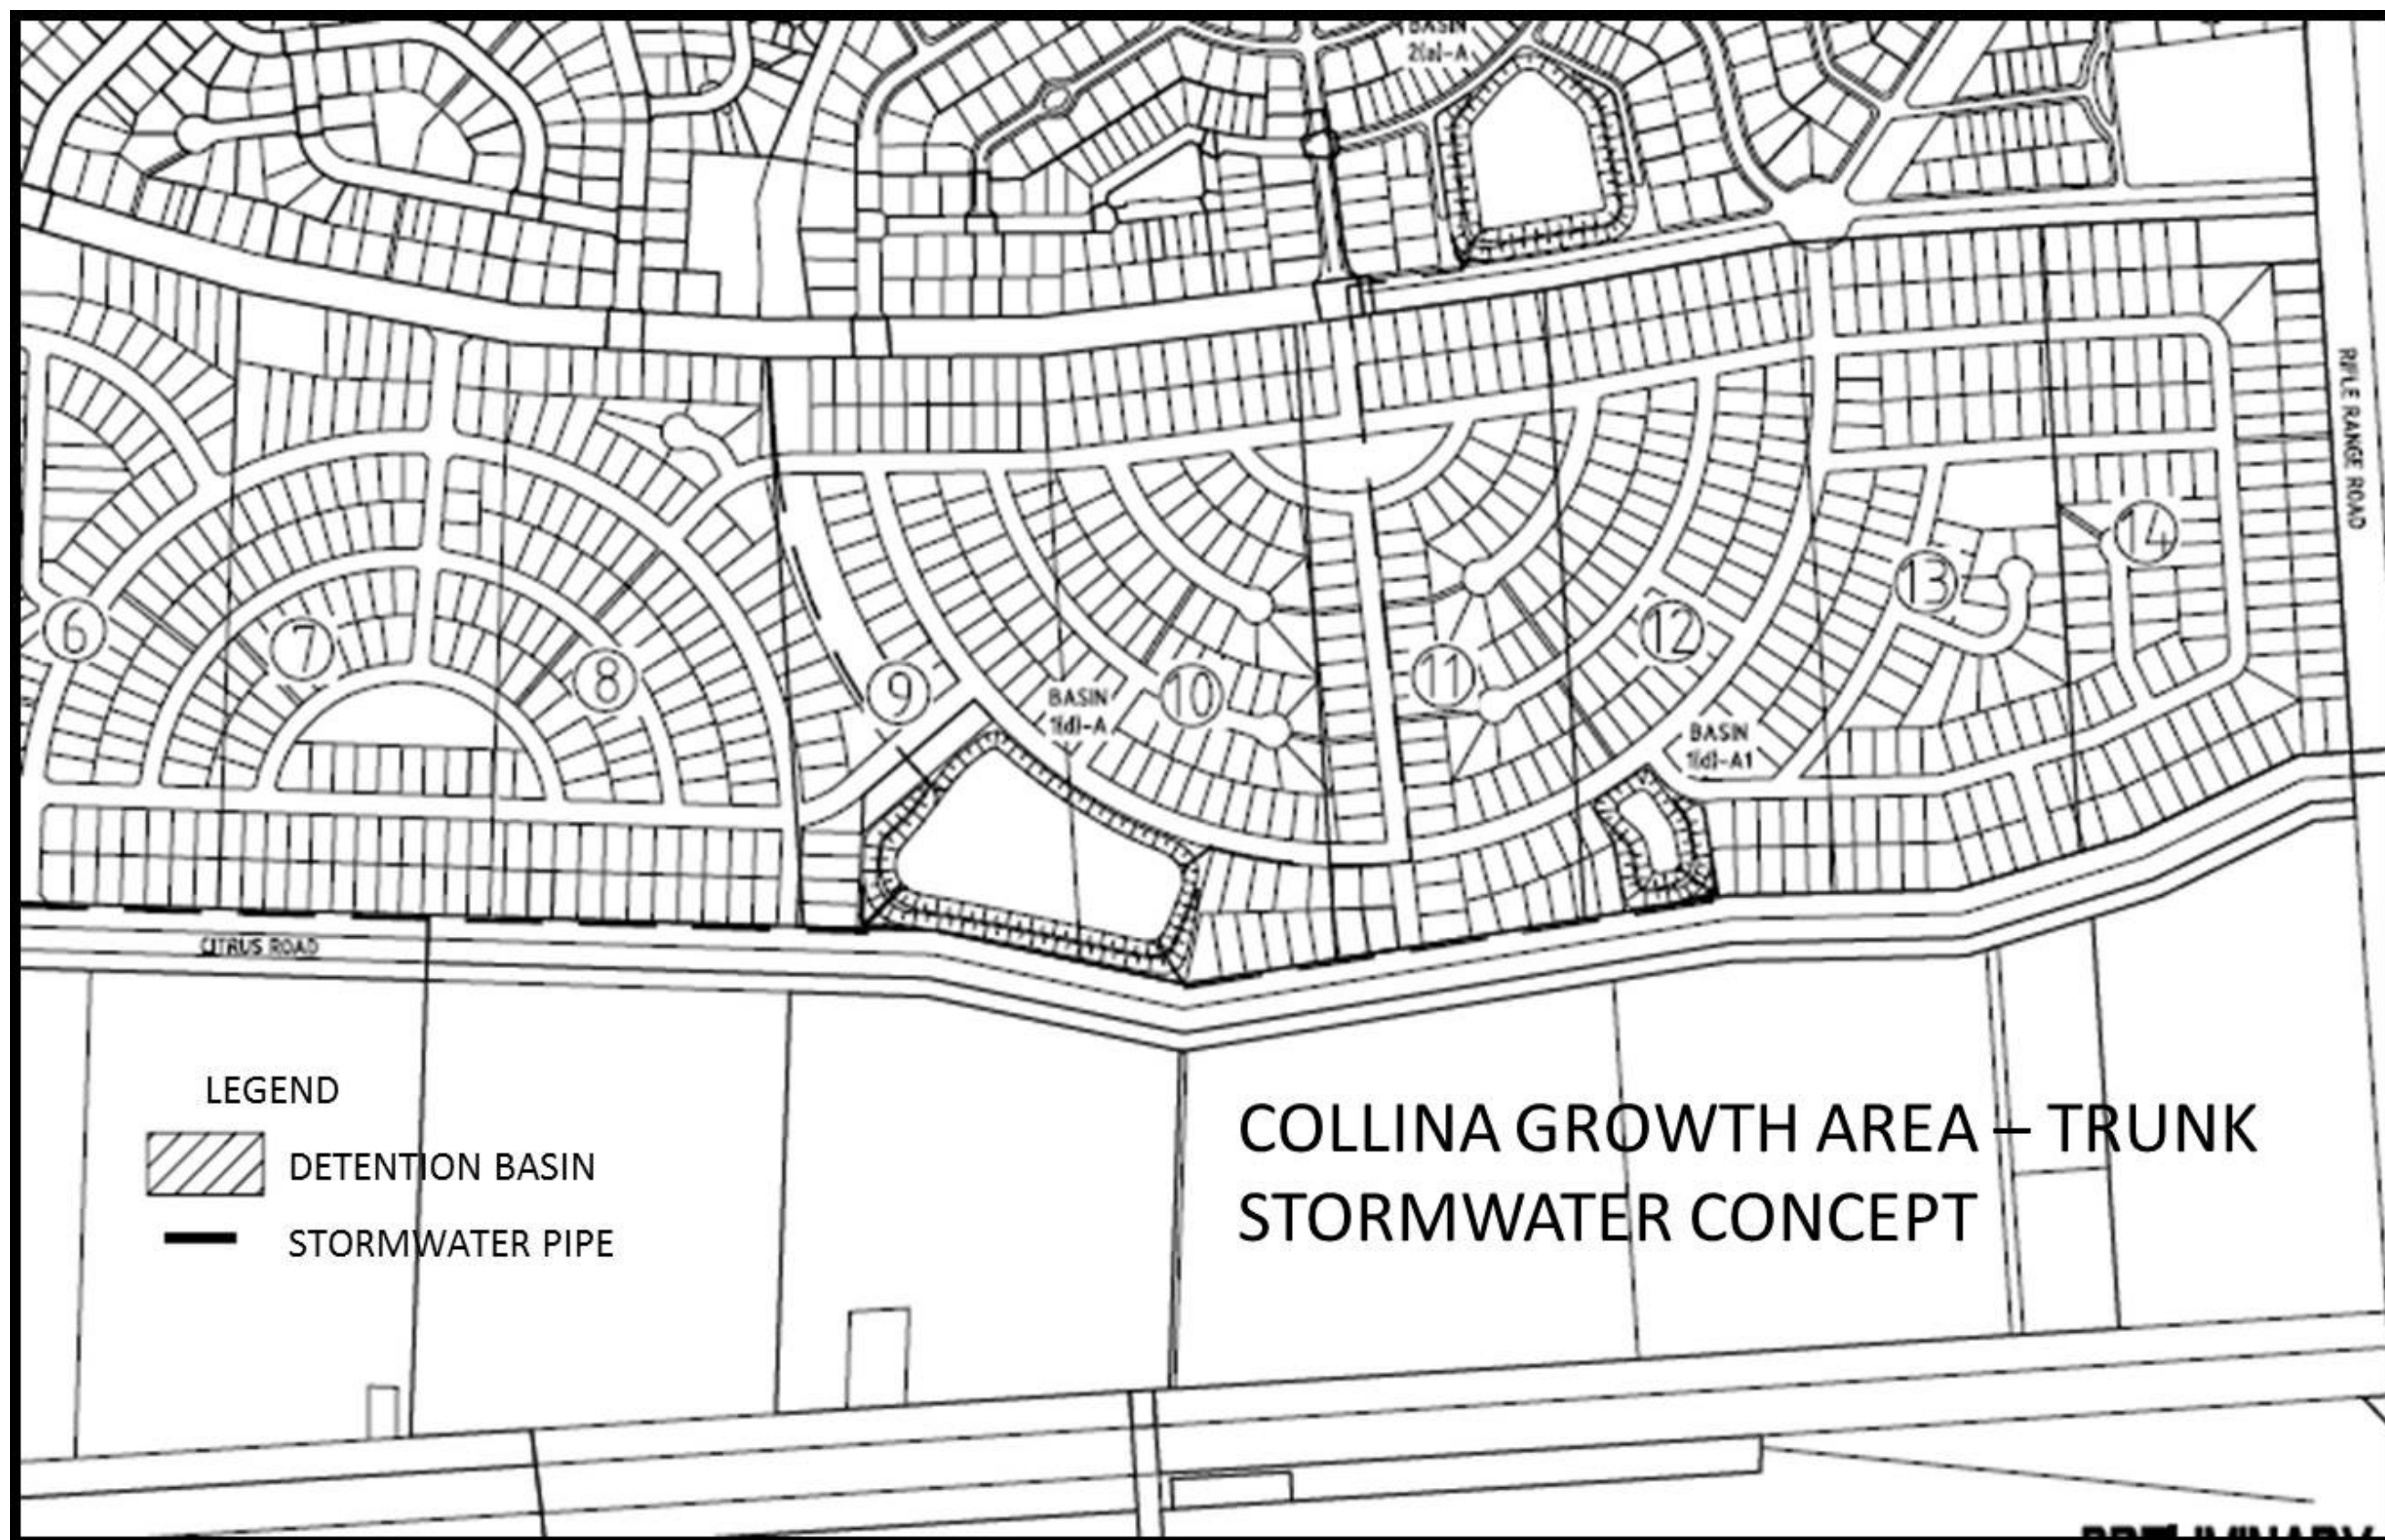 BASIN
2(a)-A
RIFLE RANGE ROAD
6
7
8
9
10
11
12
13
14
BASIN
1(d)-A
BASIN
1(d)-A1
CITRUS ROAD
LEGEND
DETENTION BASIN
STORMWATER PIPE
COLLINA GROWTH AREA – TRUNK
STORMWATER CONCEPT
PRELIMINARY